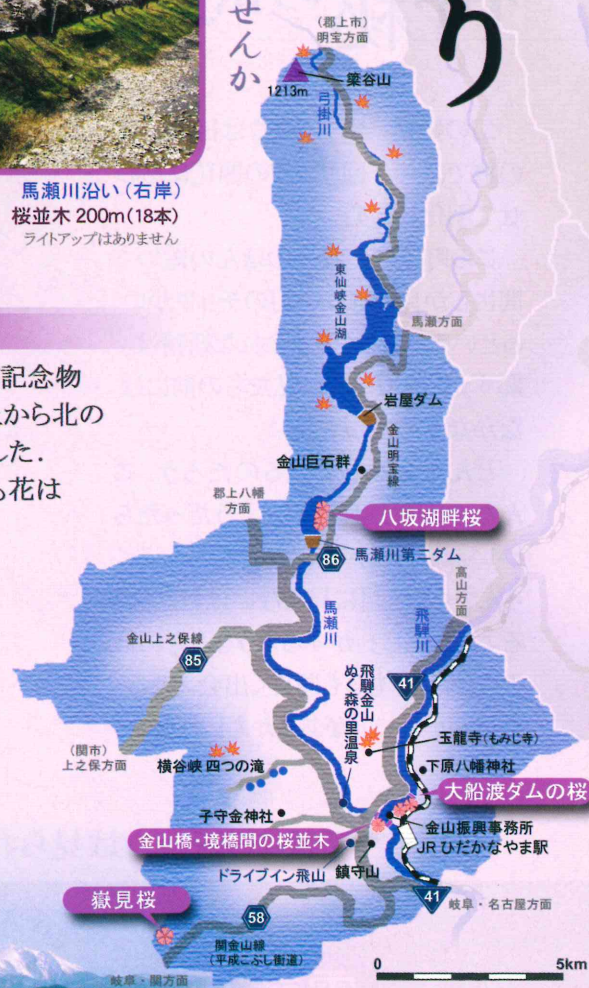 り
せんか
馬瀬川沿い(右岸)
桜並木 200m(18本)
ライトアップはありません
記念物
から北の
した.
花は
(郡上市)
明宝方面
簗谷山
1213m
弓掛川
東仙峡金山湖
馬瀬方面
岩屋ダム
金山明宝線
金山巨石群
郡上八幡
方面
八坂湖畔桜
馬瀬川第二ダム
86
高山方面
馬瀬川
飛騨川
金山上之保線
85
41
飛騨金山
ぬく森の里温泉
(関市)
上之保方面
横谷峡 四つの滝
玉龍寺(もみじ寺)
下原八幡神社
大船渡ダムの桜
子守金神社
金山橋・境橋間の桜並木
金山振興事務所
JR ひだかなやま駅
ドライブイン飛山
鎮守山
嶽見桜
41
岐阜・名古屋方面
58
関金山線
(平成こぶし街道)
岐阜・関方面
0
5km